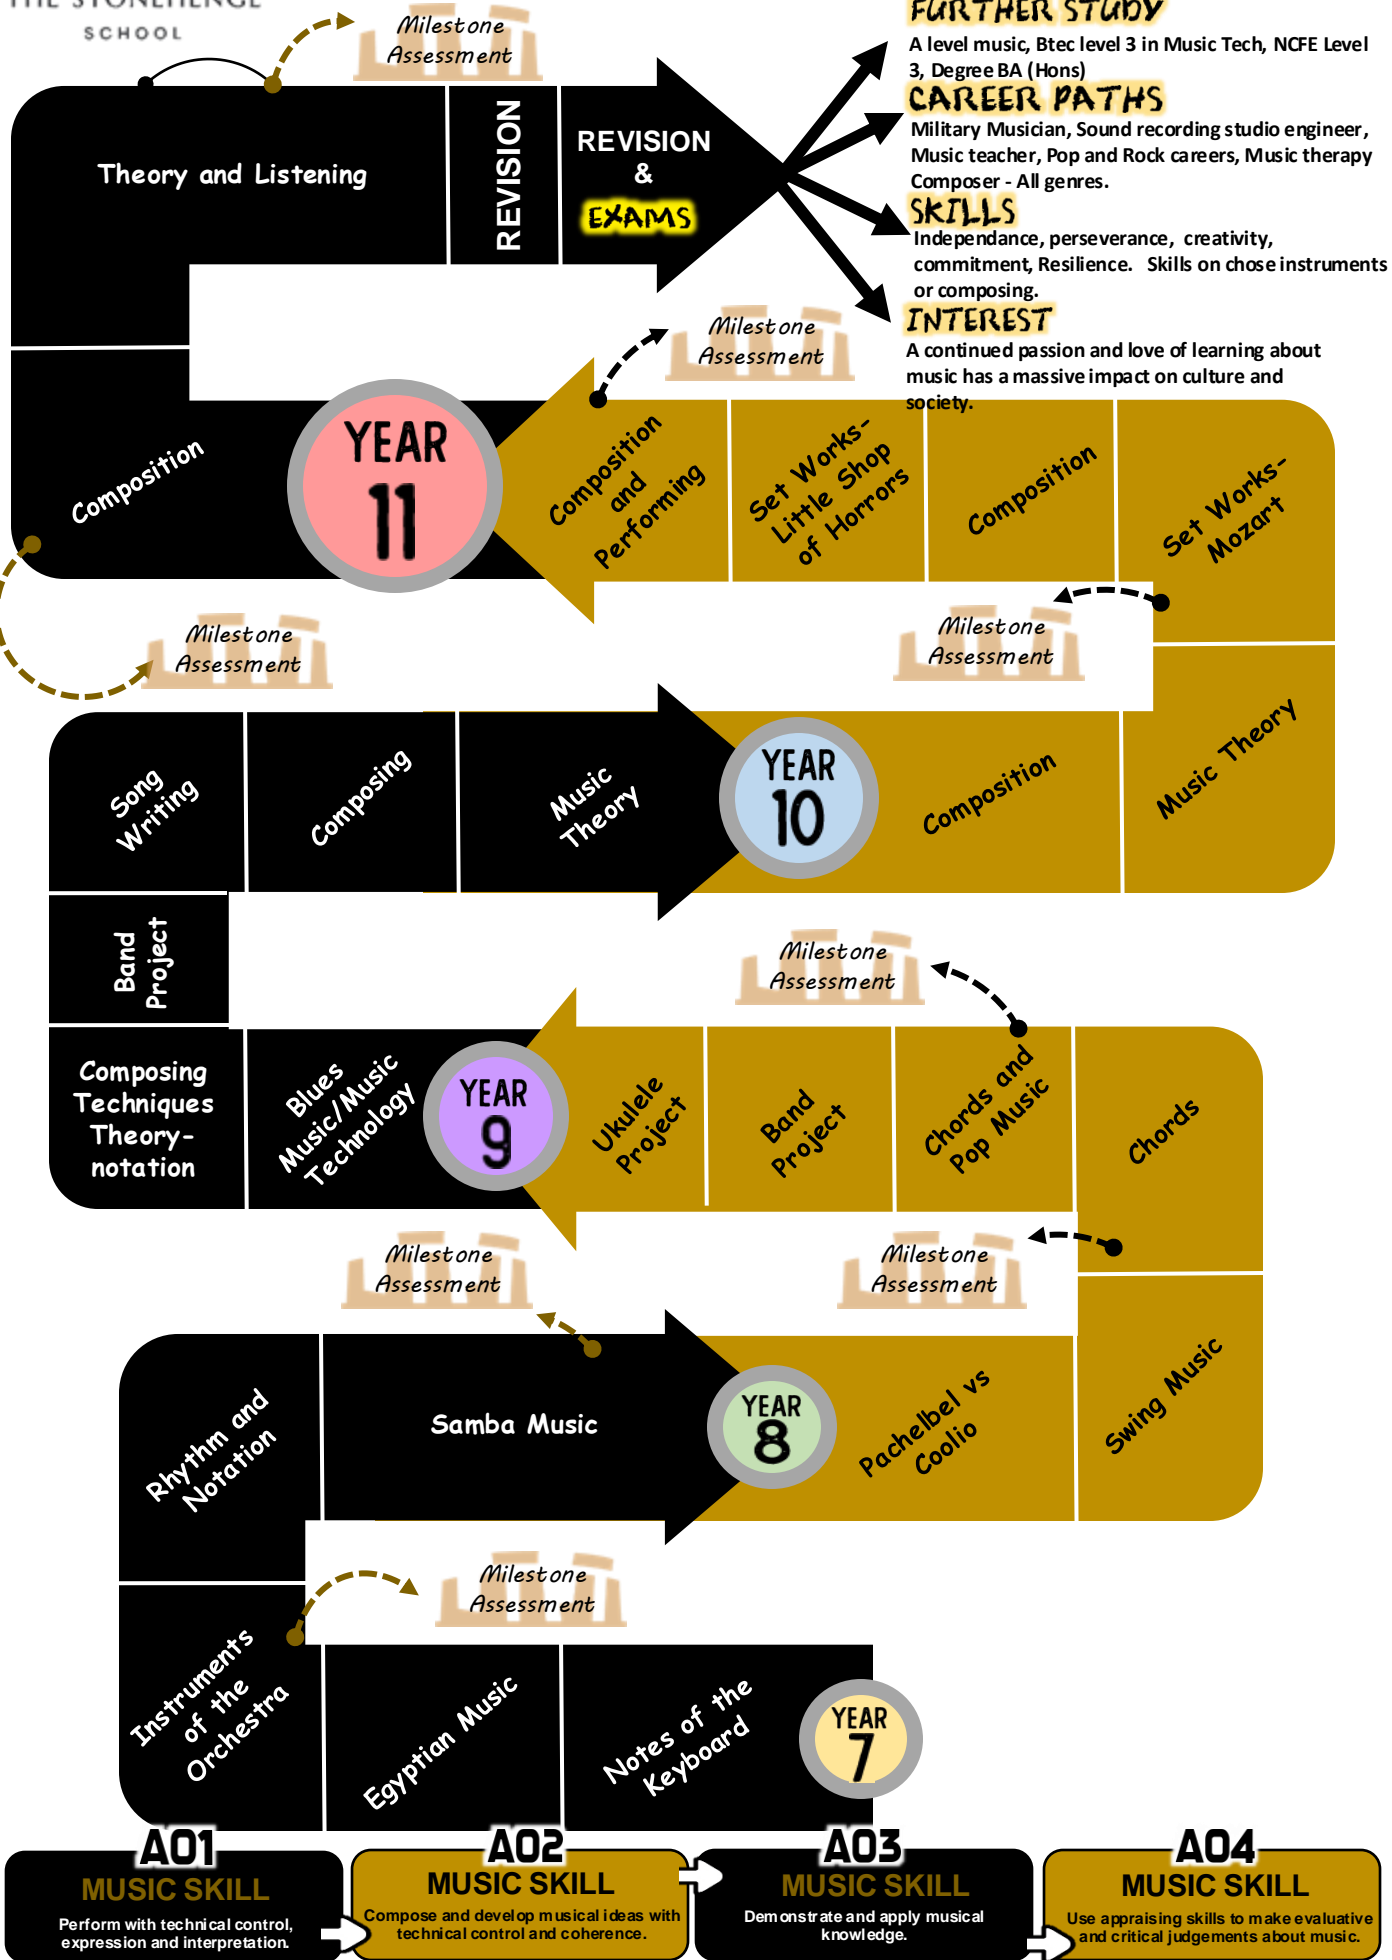 THE STONEHENGE
SCHOOL
Milestone
Assessment
FURTHER STUDY
A level music, Btec level 3 in Music Tech, NCFE Level
3, Degree BA (Hons)
CAREER PATHS
Military Musician, Sound recording studio engineer,
Music teacher, Pop and Rock careers, Music therapy
Composer - All genres.
SKILLS
Independance, perseverance, creativity,
commitment, Resilience. Skills on chose instruments
or composing.
INTEREST
A continued passion and love of learning about
music has a massive impact on culture and
society.
Theory and Listening
REVISION
REVISION
&
EXAMS
Milestone
Assessment
Composition
YEAR
11
Composition
and
Performing
Set Works-
Little Shop
of Horrors
Composition
Set Works-
Mozart
Milestone
Assessment
Milestone
Assessment
Song
Writing
Composing
Music
Theory
YEAR
10
Composition
Music Theory
Band
Project
Milestone
Assessment
Composing
Techniques
Theory-
notation
Blues
Music/Music
Technology
YEAR
9
Ukulele
Project
Band
Project
Chords and
Pop Music
Chords
Milestone
Assessment
Milestone
Assessment
Rhythm and
Notation
Samba Music
YEAR
8
Pachelbel vs
Coolio
Swing Music
Milestone
Assessment
Instruments
of the
Orchestra
Egyptian Music
Notes of the
Keyboard
YEAR
7
AO1
MUSIC SKILL
Perform with technical control,
expression and interpretation.
AO2
MUSIC SKILL
Compose and develop musical ideas with
technical control and coherence.
AO3
MUSIC SKILL
Demonstrate and apply musical
knowledge.
AO4
MUSIC SKILL
Use appraising skills to make evaluative
and critical judgements about music.